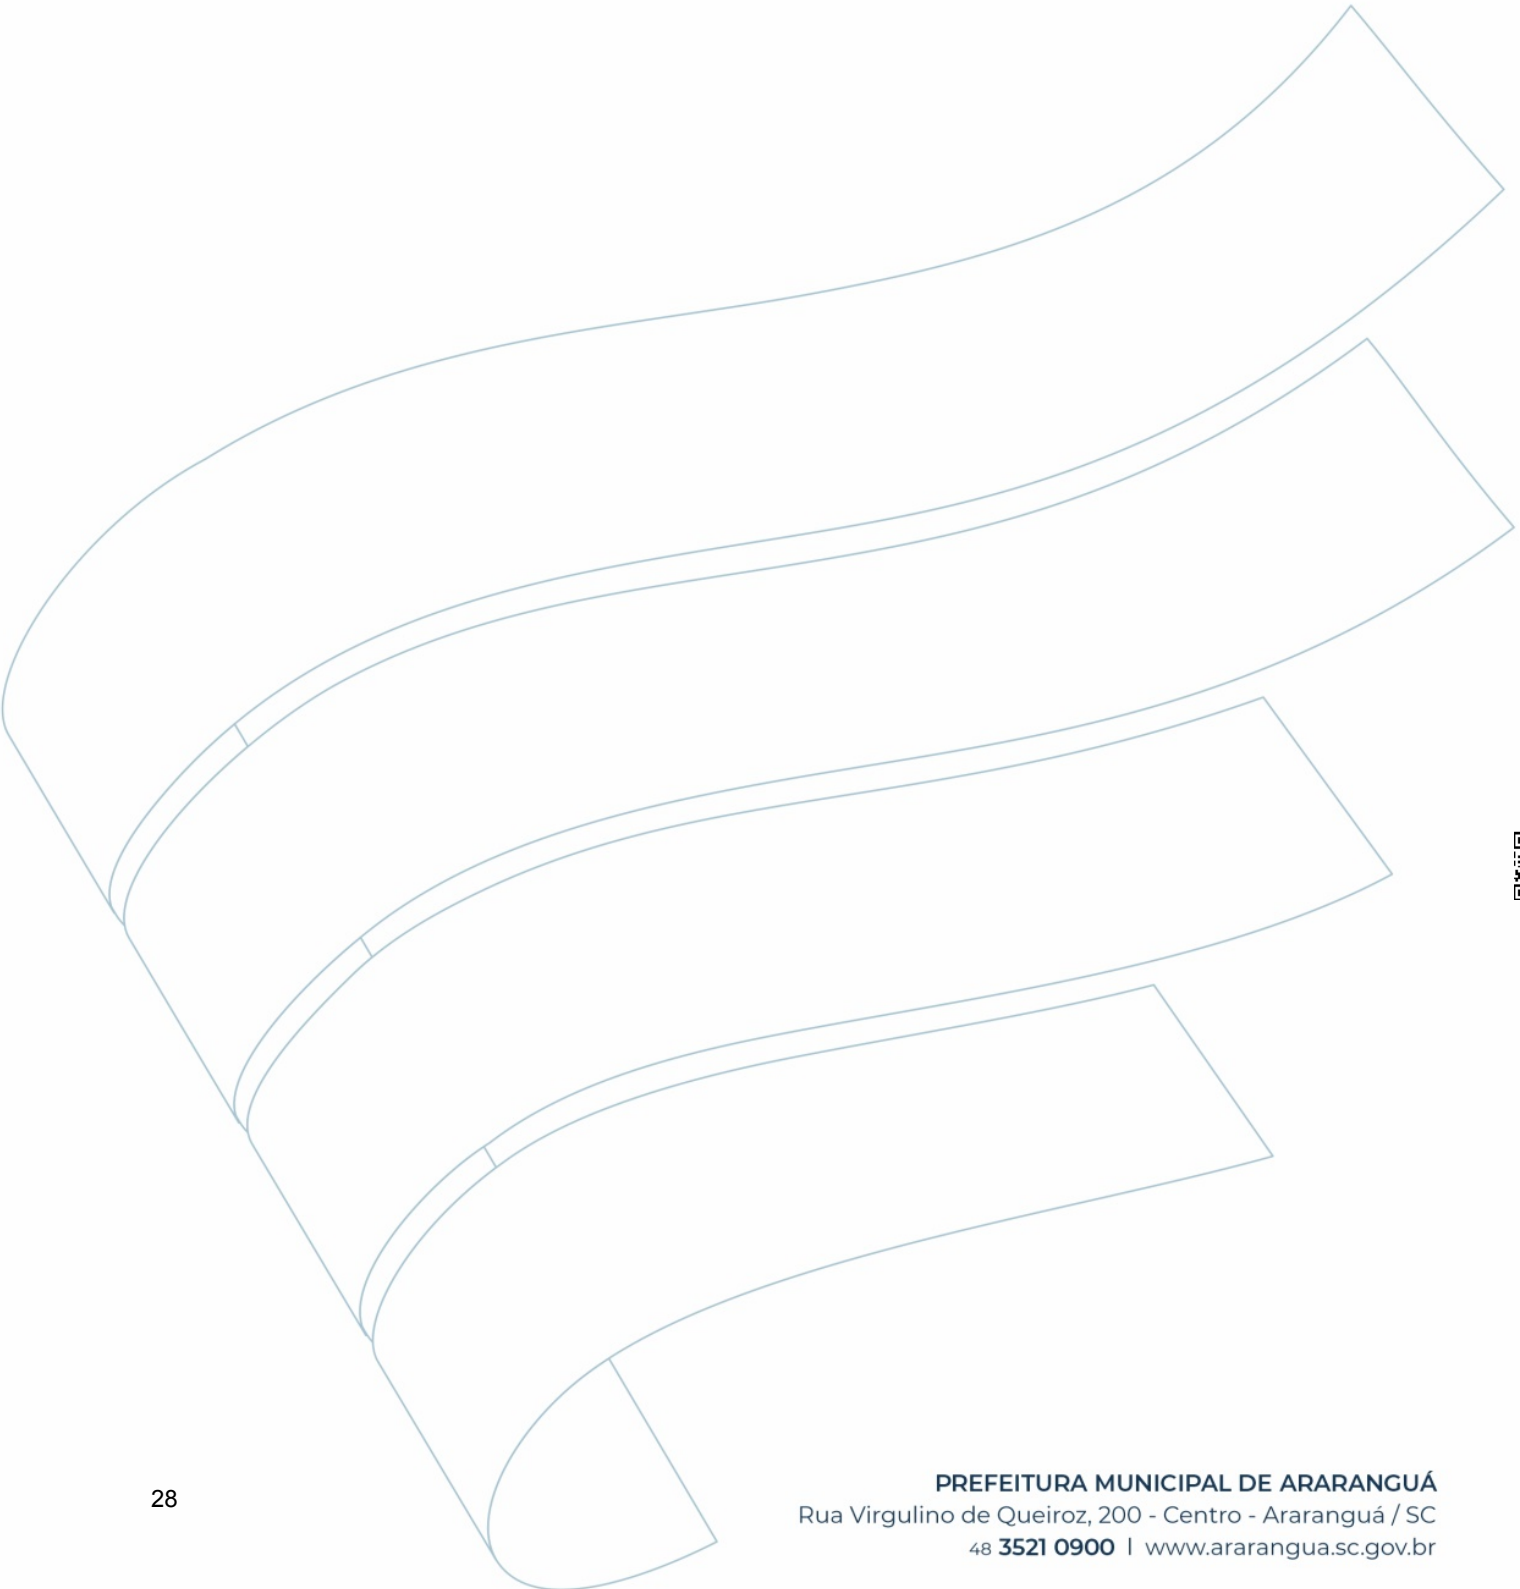 28
PREFEITURA MUNICIPAL DE ARARANGUÁ
Rua Virgulino de Queiroz, 200 - Centro - Araranguá / SC
48 3521 0900 | www.ararangua.sc.gov.br